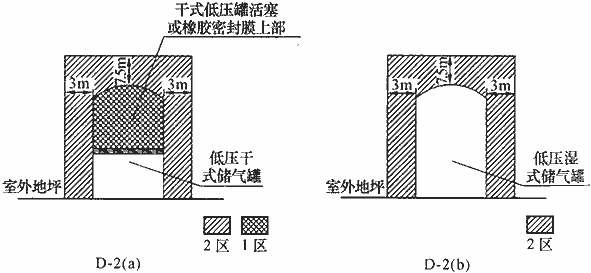 干式低压罐活塞
或橡胶密封膜上部
3m
7.5m
3m
低压干
式储气罐
室外地坪
2区
1区
D-2(a)
3m
7.5m
3m
低压湿
式储气罐
室外地坪
2区
D-2(b)